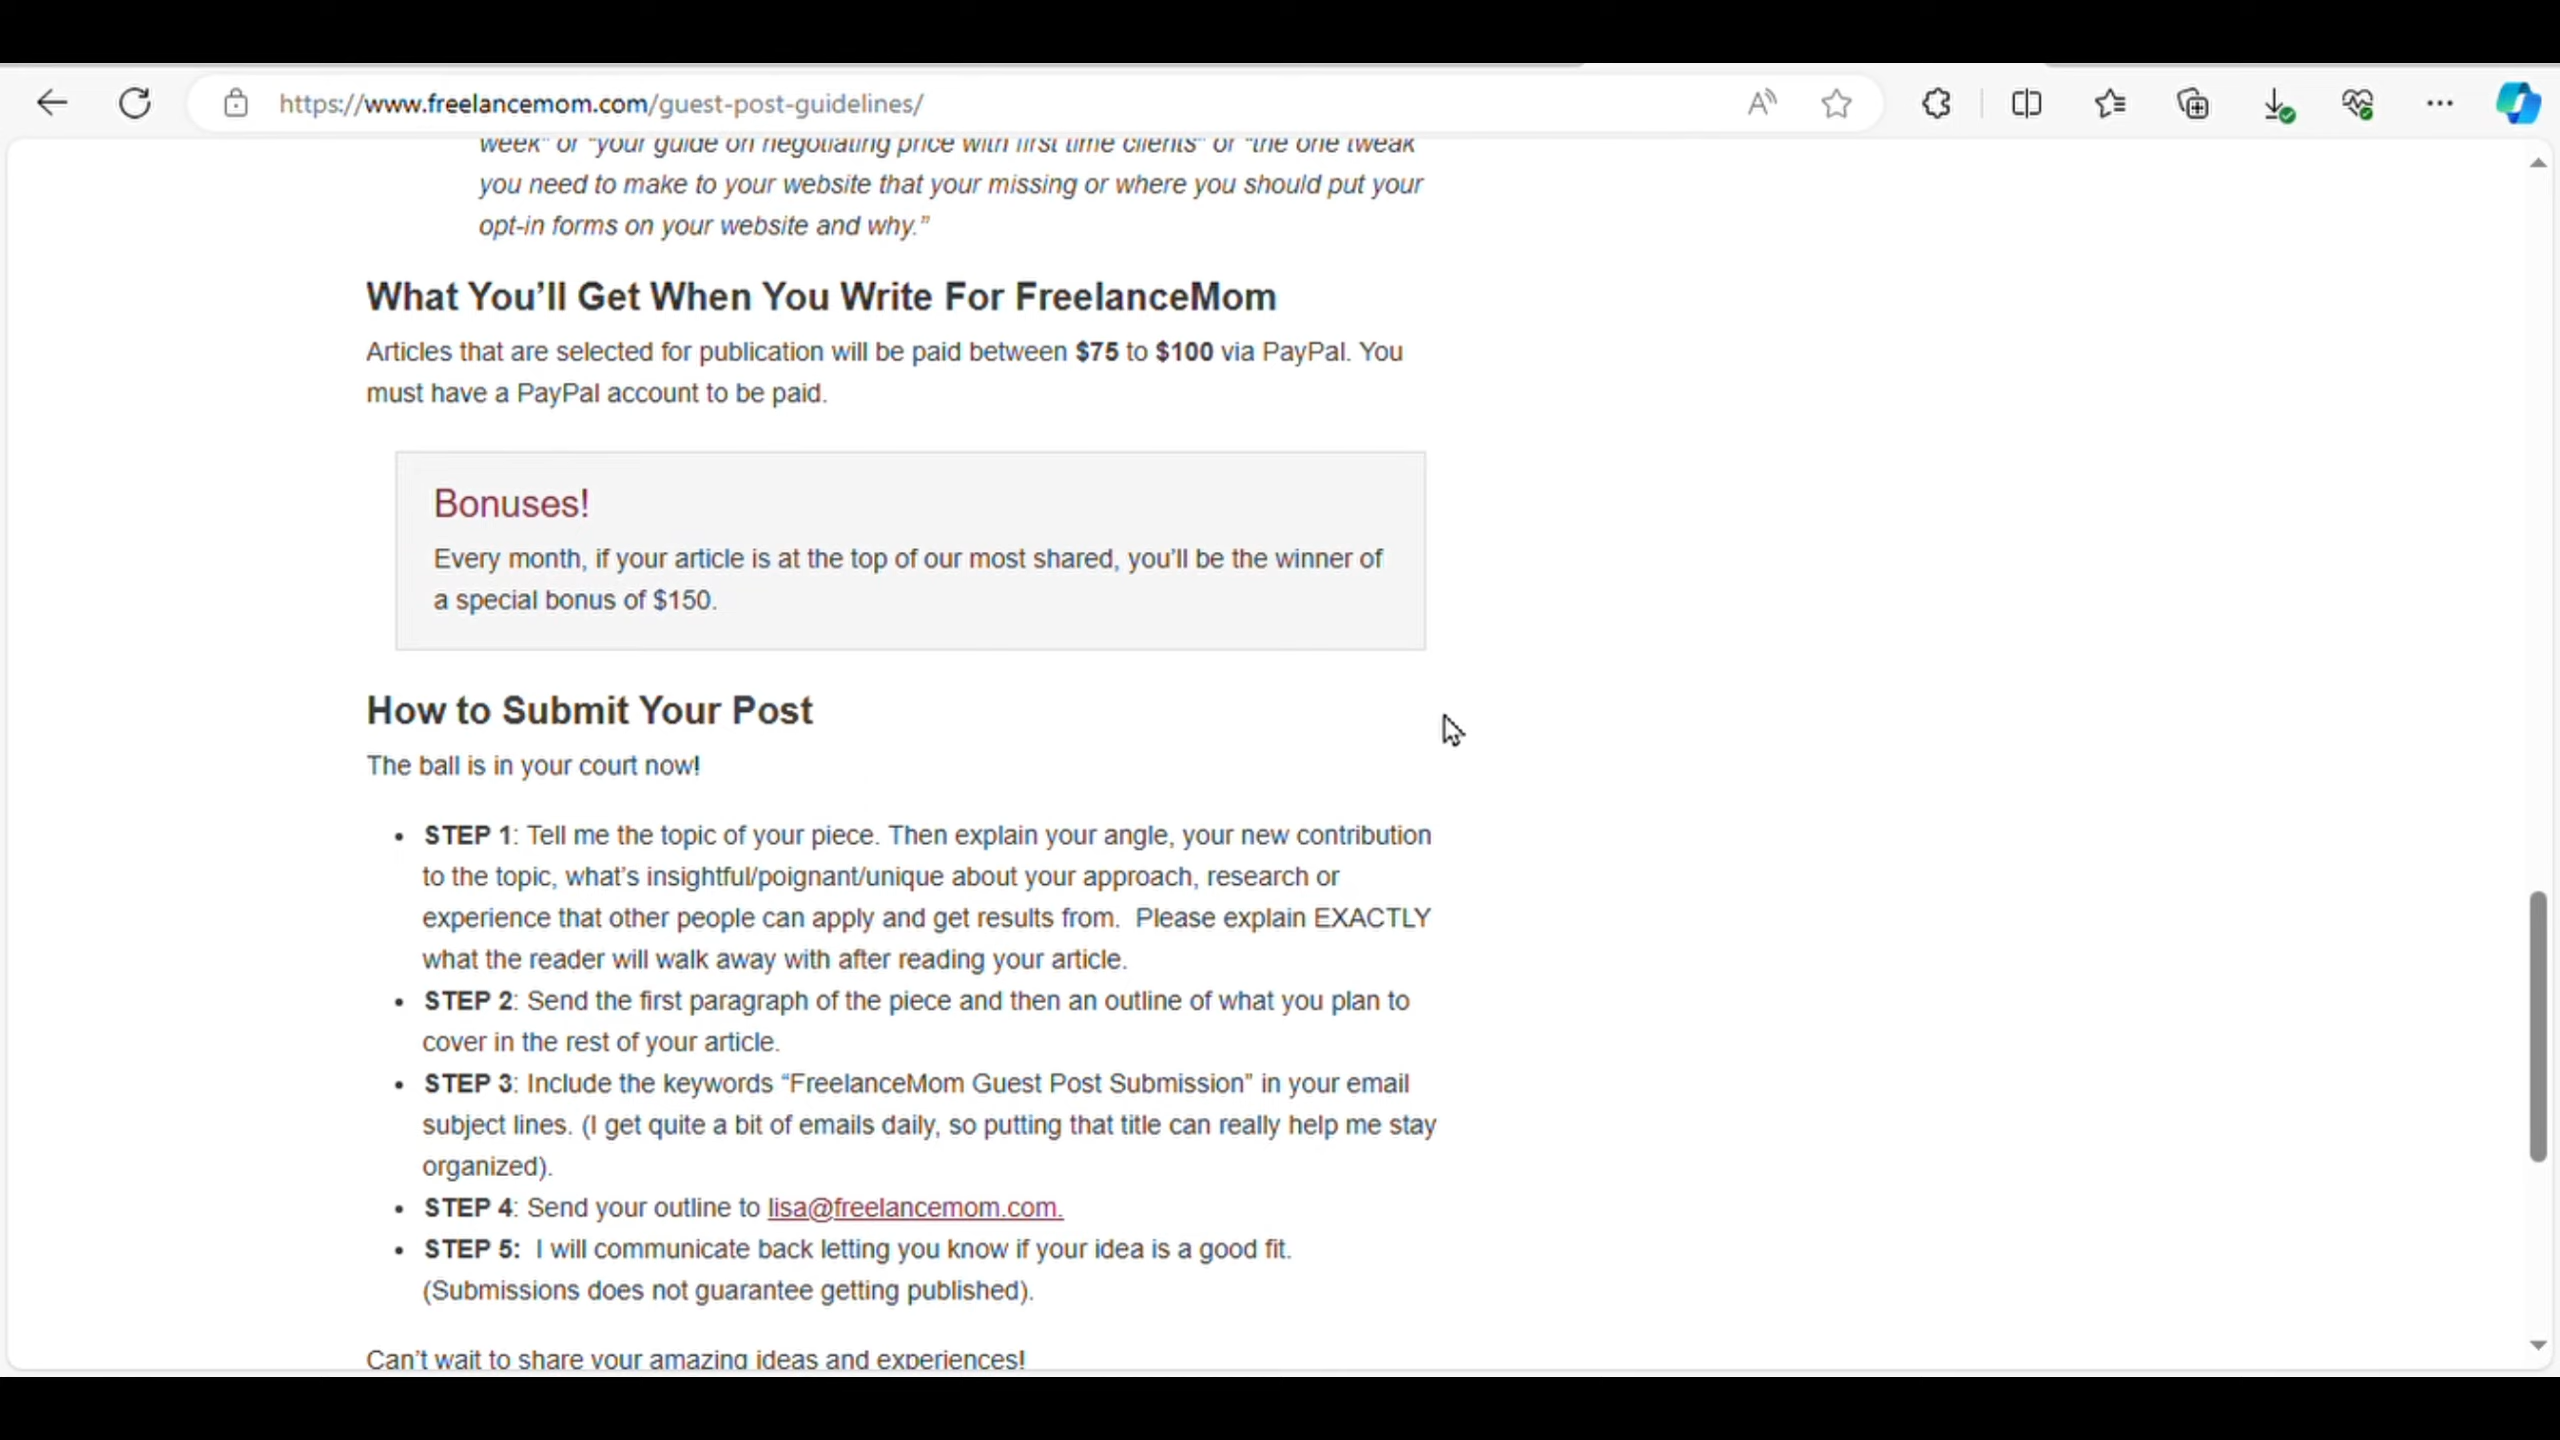 https://www.freelancemom.com/guest-post-guidelines/
week” or “your guide on negotiating price with first time clients” or “the one tweak
you need to make to your website that your missing or where you should put your
opt-in forms on your website and why.”
What You’ll Get When You Write For FreelanceMom
Articles that are selected for publication will be paid between $75 to $100 via PayPal. You
must have a PayPal account to be paid.
Bonuses!
Every month, if your article is at the top of our most shared, you’ll be the winner of
a special bonus of $150.
How to Submit Your Post
The ball is in your court now!
• STEP 1: Tell me the topic of your piece. Then explain your angle, your new contribution
to the topic, what’s insightful/poignant/unique about your approach, research or
experience that other people can apply and get results from.  Please explain EXACTLY
what the reader will walk away with after reading your article.
• STEP 2: Send the first paragraph of the piece and then an outline of what you plan to
cover in the rest of your article.
• STEP 3: Include the keywords “FreelanceMom Guest Post Submission” in your email
subject lines. (I get quite a bit of emails daily, so putting that title can really help me stay
organized).
• STEP 4: Send your outline to lisa@freelancemom.com.
• STEP 5:  I will communicate back letting you know if your idea is a good fit.
(Submissions does not guarantee getting published).
Can’t wait to share your amazing ideas and experiences!